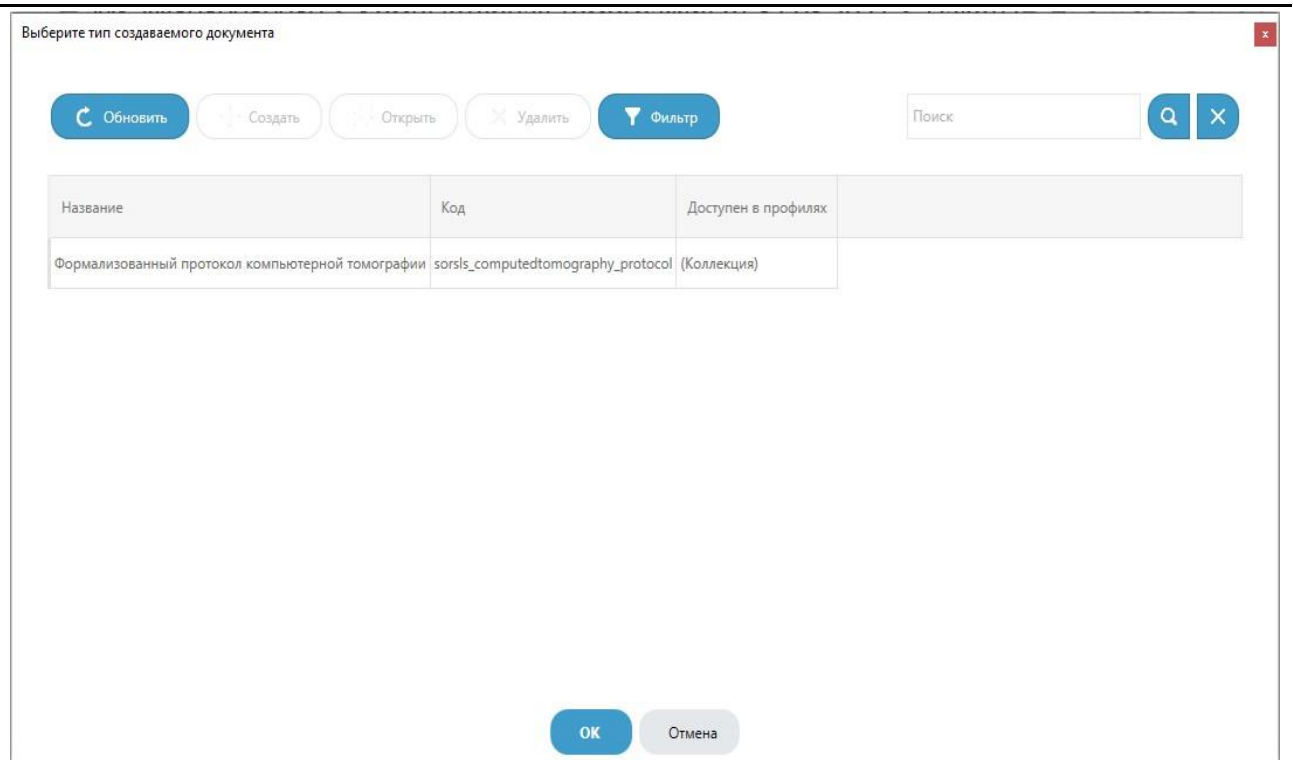 Выберите тип создаваемого документа
x
Обновить Создать Открыть Удалить Фильтр Поиск
Название Код Доступен в профилях
Формализованный протокол компьютерной томографии sorsls_computedtomography_protocol (Коллекция)
ОК Отмена